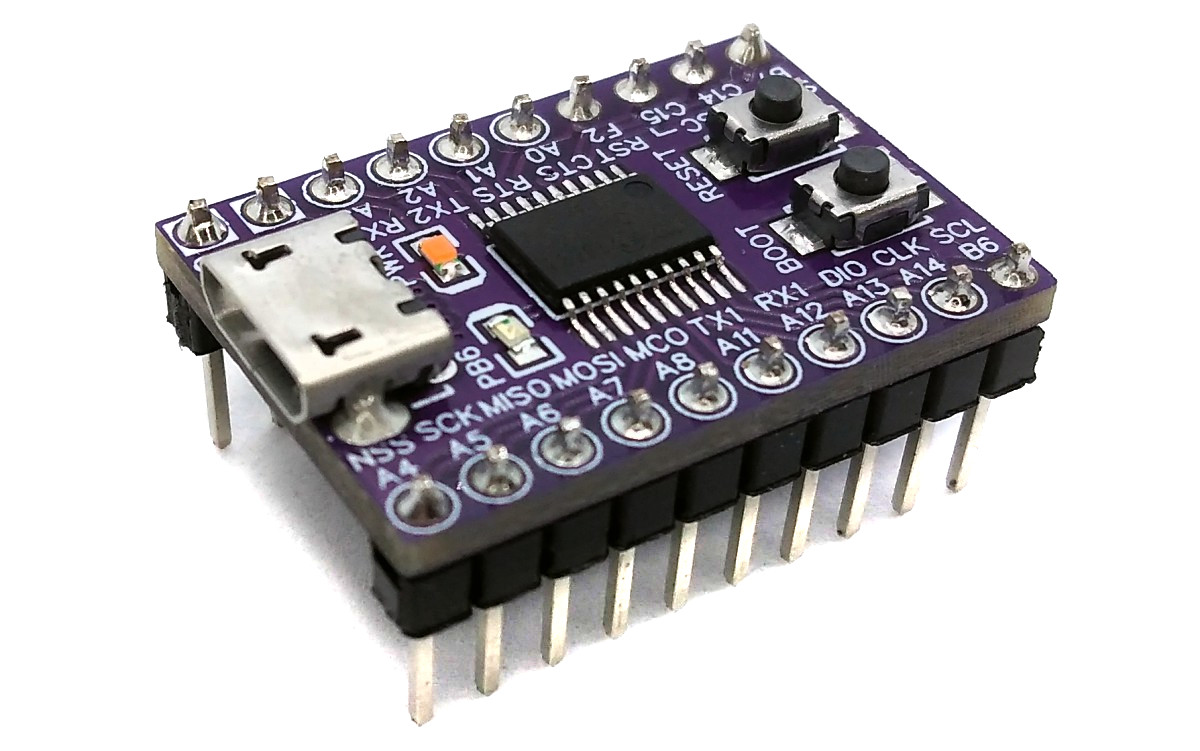 C14
C15
F2
RST
CTS
A0
RTS
A1
TX2
A2
RX
PWR
RESET
BOOT
PB6
NSS SCK MISO MOSI MCO TX1 RX1 DIO CLK SCL
A4 A5 A6 A7 A8 A11 A12 A13 A14 B6